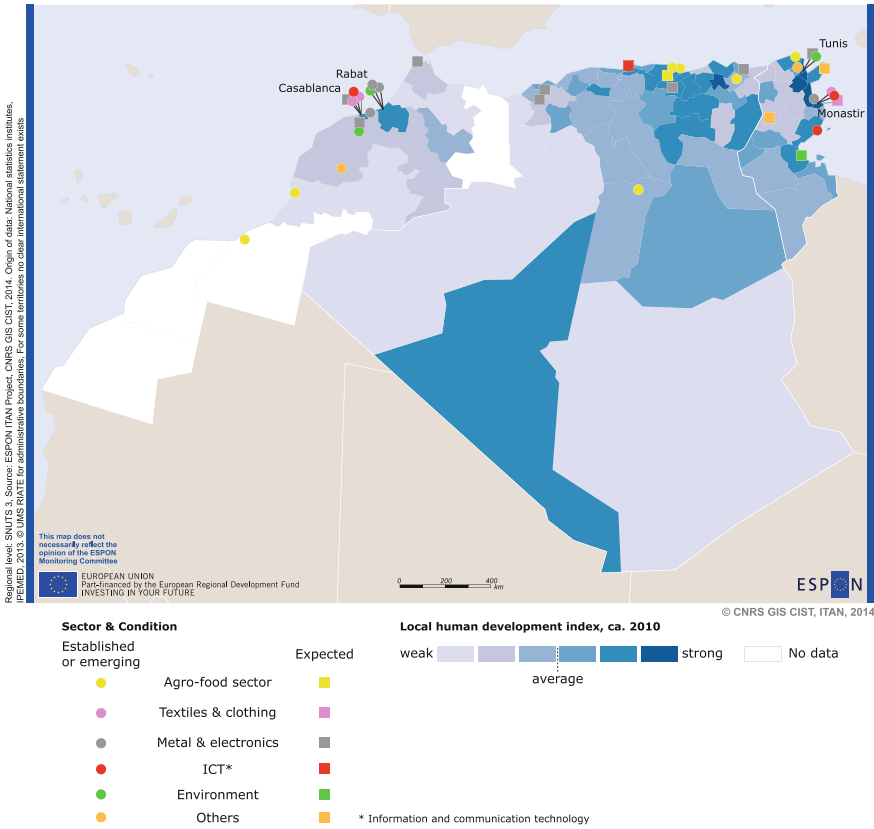 Regional level: SNUTS 3, Source: ESPON ITAN Project, CNRS GIS CIST, 2014. Origin of data: National statistics institutes,
IPEMED, 2013. © UMS RIATE for administrative boundaries. For some territories no clear international statement exists
Tunis
Rabat
Casablanca
Monastir
This map does not
necessarily reflect the
opinion of the ESPON
Monitoring Committee
EUROPEAN UNION
Part-financed by the European Regional Development Fund
INVESTING IN YOUR FUTURE
0 200 400
km
ESPON
© CNRS GIS CIST, ITAN, 2014
Sector & Condition
Established
or emerging
Expected
Agro-food sector
Textiles & clothing
Metal & electronics
ICT*
Environment
Others
Local human development index, ca. 2010
weak
strong
No data
average
* Information and communication technology